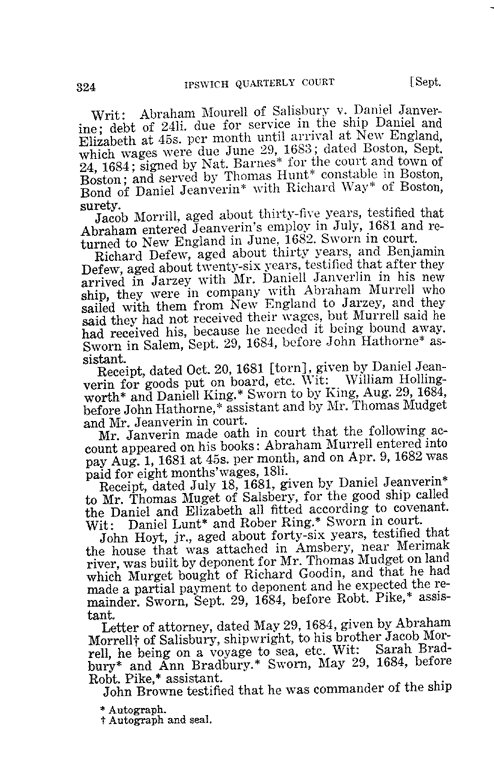 324 IPSWICH QUARTERLY COURT [Sept.
Writ: Abraham Mourell of Salisbury v. Daniel Janver-
ine; debt of 24li. due for service in the ship Daniel and
Elizabeth at 45s. per month until arrival at New England,
which wages were due June 29, 1683; dated Boston, Sept.
24, 1684; signed by Nat. Barnes* for the court and town of
Boston; and served by Thomas Hunt* constable in Boston,
Bond of Daniel Jeanverin* with Richard Way* of Boston,
surety.
Jacob Morrill, aged about thirty-five years, testified that
Abraham entered Jeanverin's employ in July, 1681 and re-
turned to New England in June, 1682. Sworn in court.
Richard Defew, aged about thirty years, and Benjamin
Defew, aged about twenty-six years, testified that after they
arrived in Jarzey with Mr. Daniell Janverlin in his new
ship, they were in company with Abraham Murrell who
sailed with them from New England to Jarzey, and they
said they had not received their wages, but Murrell said he
had received his, because he needed it being bound away.
Sworn in Salem, Sept. 29, 1684, before John Hathorne* as-
sistant.
Receipt, dated Oct. 20, 1681 [torn], given by Daniel Jean-
verin for goods put on board, etc. Wit: William Holling-
worth* and Daniell King.* Sworn to by King, Aug. 29, 1684,
before John Hathorne,* assistant and by Mr. Thomas Mudget
and Mr. Jeanverin in court.
Mr. Janverin made oath in court that the following ac-
count appeared on his books: Abraham Murrell entered into
pay Aug. 1, 1681 at 45s. per month, and on Apr. 9, 1682 was
paid for eight months'wages, 18li.
Receipt, dated July 18, 1681, given by Daniel Jeanverin*
to Mr. Thomas Muget of Salsbery, for the good ship called
the Daniel and Elizabeth all fitted according to covenant.
Wit: Daniel Lunt* and Rober Ring.* Sworn in court.
John Hoyt, jr., aged about forty-six years, testified that
the house that was attached in Amsbery, near Merimak
river, was built by deponent for Mr. Thomas Mudget on land
which Murget bought of Richard Goodin, and that he had
made a partial payment to deponent and he expected the re-
mainder. Sworn, Sept. 29, 1684, before Robt. Pike,* assis-
tant.
Letter of attorney, dated May 29, 1684, given by Abraham
Morrell† of Salisbury, shipwright, to his brother Jacob Mor-
rell, he being on a voyage to sea, etc. Wit: Sarah Brad-
bury* and Ann Bradbury.* Sworn, May 29, 1684, before
Robt. Pike,* assistant.
John Browne testified that he was commander of the ship
* Autograph.
† Autograph and seal.